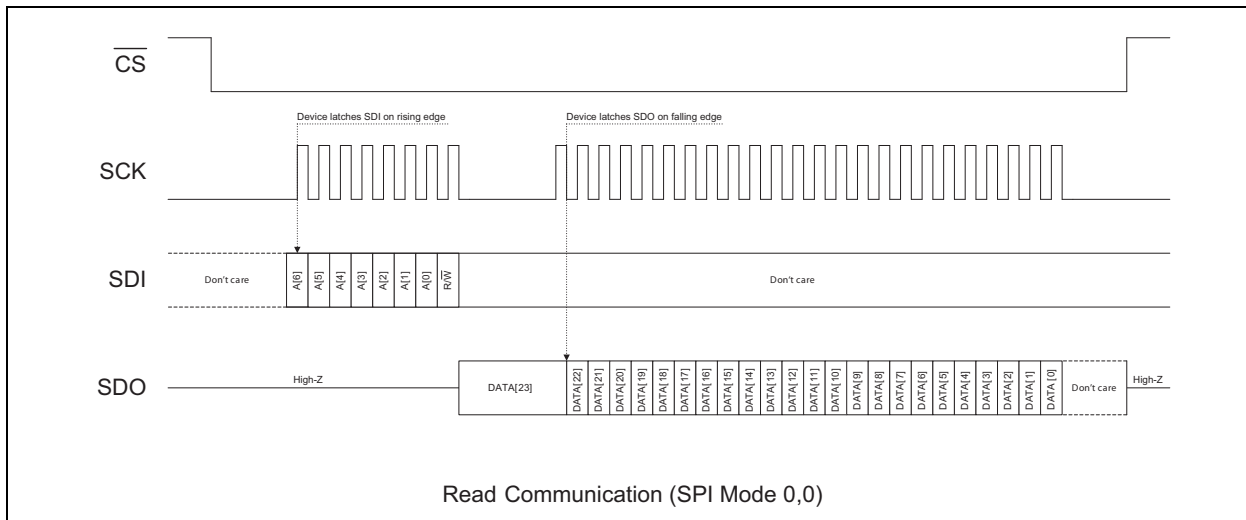 CS
Device latches SDI on rising edge
Device latches SDO on falling edge
SCK
SDI
Don't care
A[6]
A[5]
A[4]
A[3]
A[2]
A[1]
A[0]
R/W
Don't care
SDO
High-Z
DATA[23]
DATA[22]
DATA[21]
DATA[20]
DATA[19]
DATA[18]
DATA[17]
DATA[16]
DATA[15]
DATA[14]
DATA[13]
DATA[12]
DATA[11]
DATA[10]
DATA[9]
DATA[8]
DATA[7]
DATA[6]
DATA[5]
DATA[4]
DATA[3]
DATA[2]
DATA[1]
DATA [0]
Don't care
High-Z
Read Communication (SPI Mode 0,0)